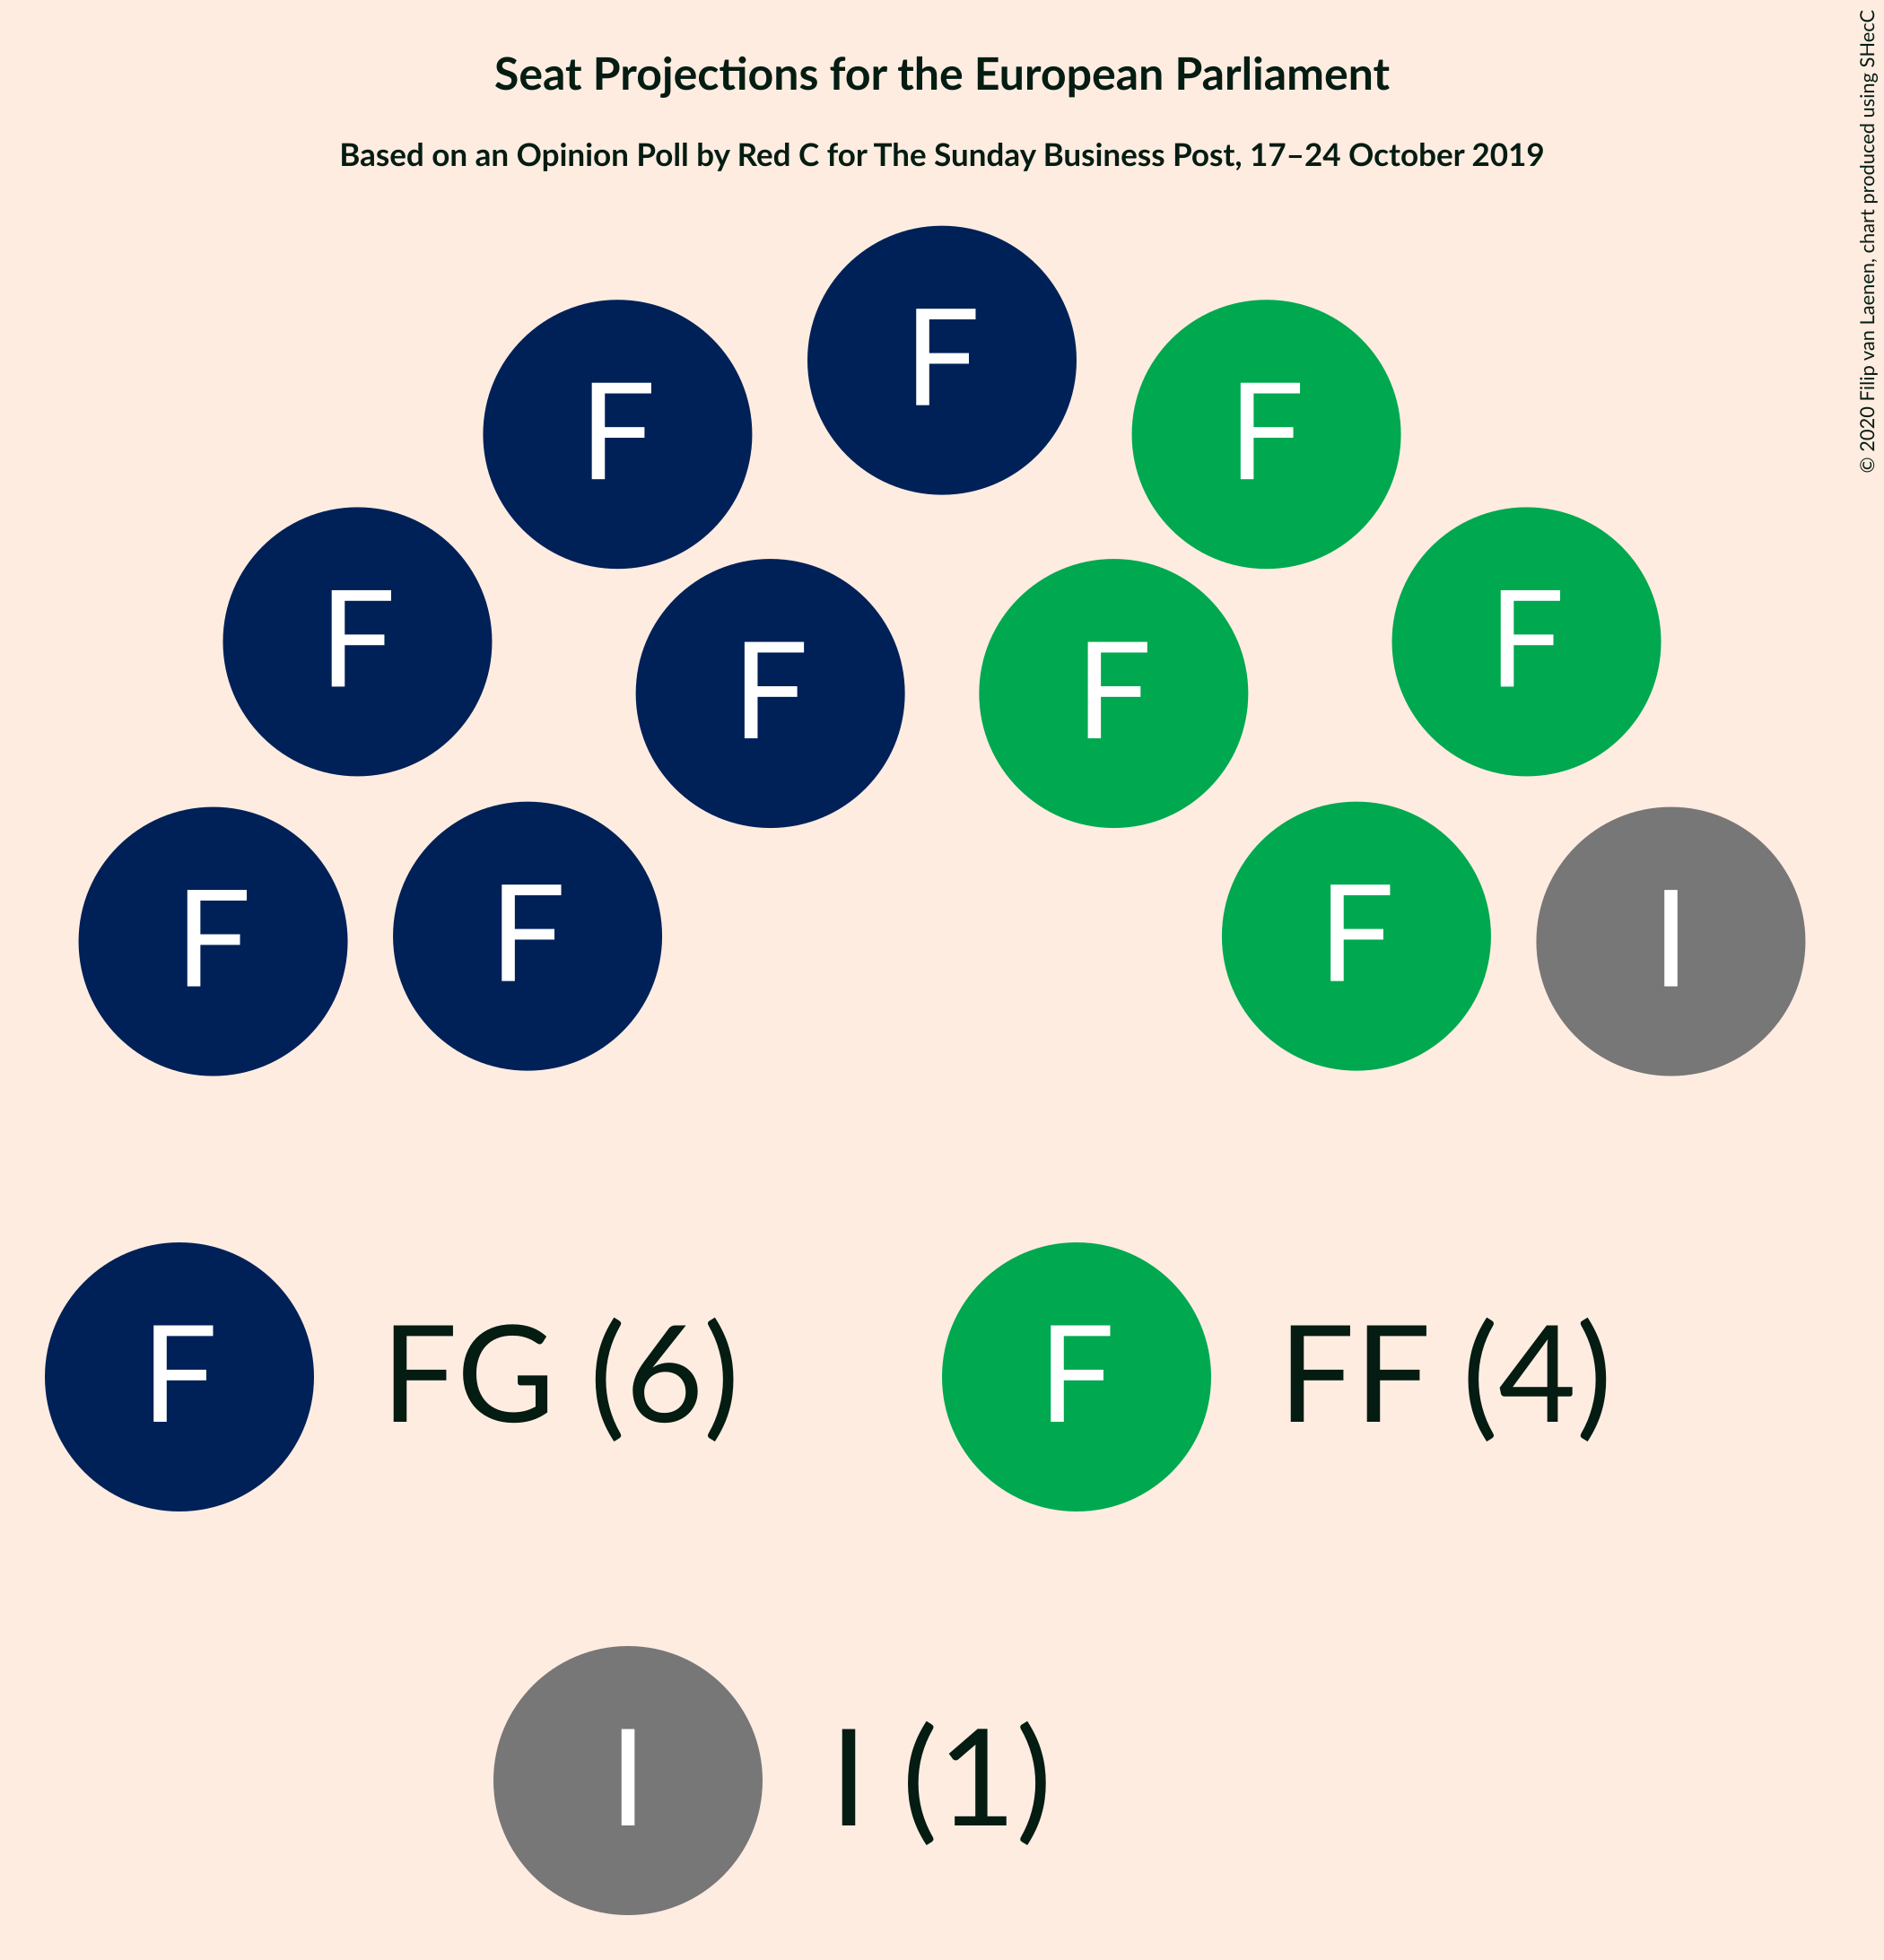 Seat Projections for the European Parliament
Based on an Opinion Poll by Red C for The Sunday Business Post, 17–24 October 2019
© 2020 Filip van Laenen, chart produced using SHecC
F
F F
F F
F F
F F
F I
F FG (6) F FF (4)
I I (1)